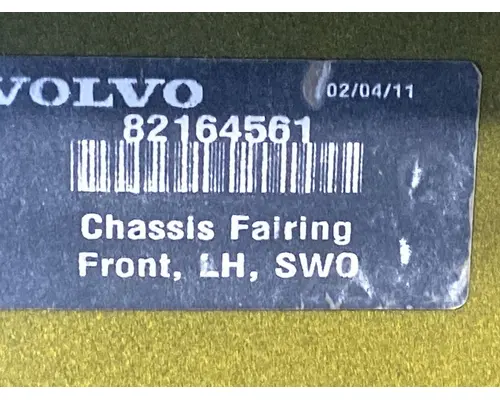 VOLVO 02/04/11
82164561
Chassis Fairing
Front, LH, SWO